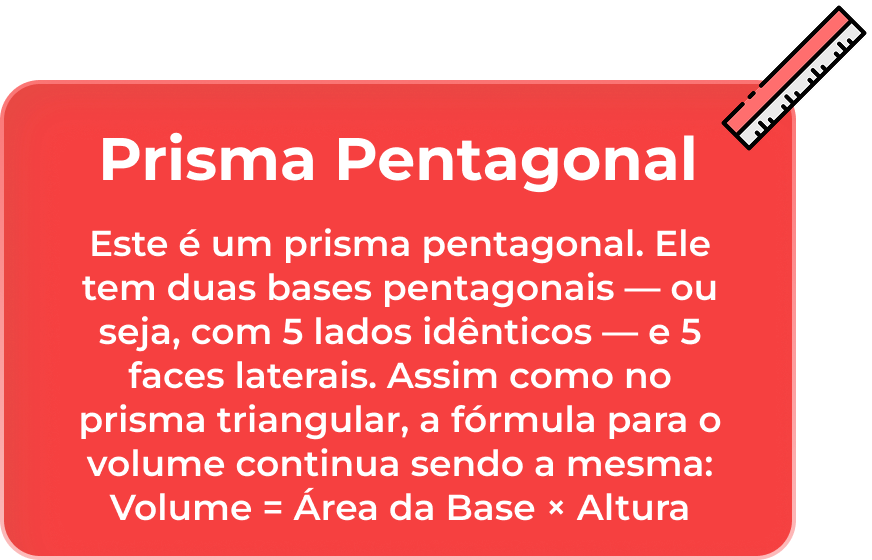 Prisma Pentagonal
Este é um prisma pentagonal. Ele
tem duas bases pentagonais — ou
seja, com 5 lados idênticos — e 5
faces laterais. Assim como no
prisma triangular, a fórmula para o
volume continua sendo a mesma:
Volume = Área da Base × Altura